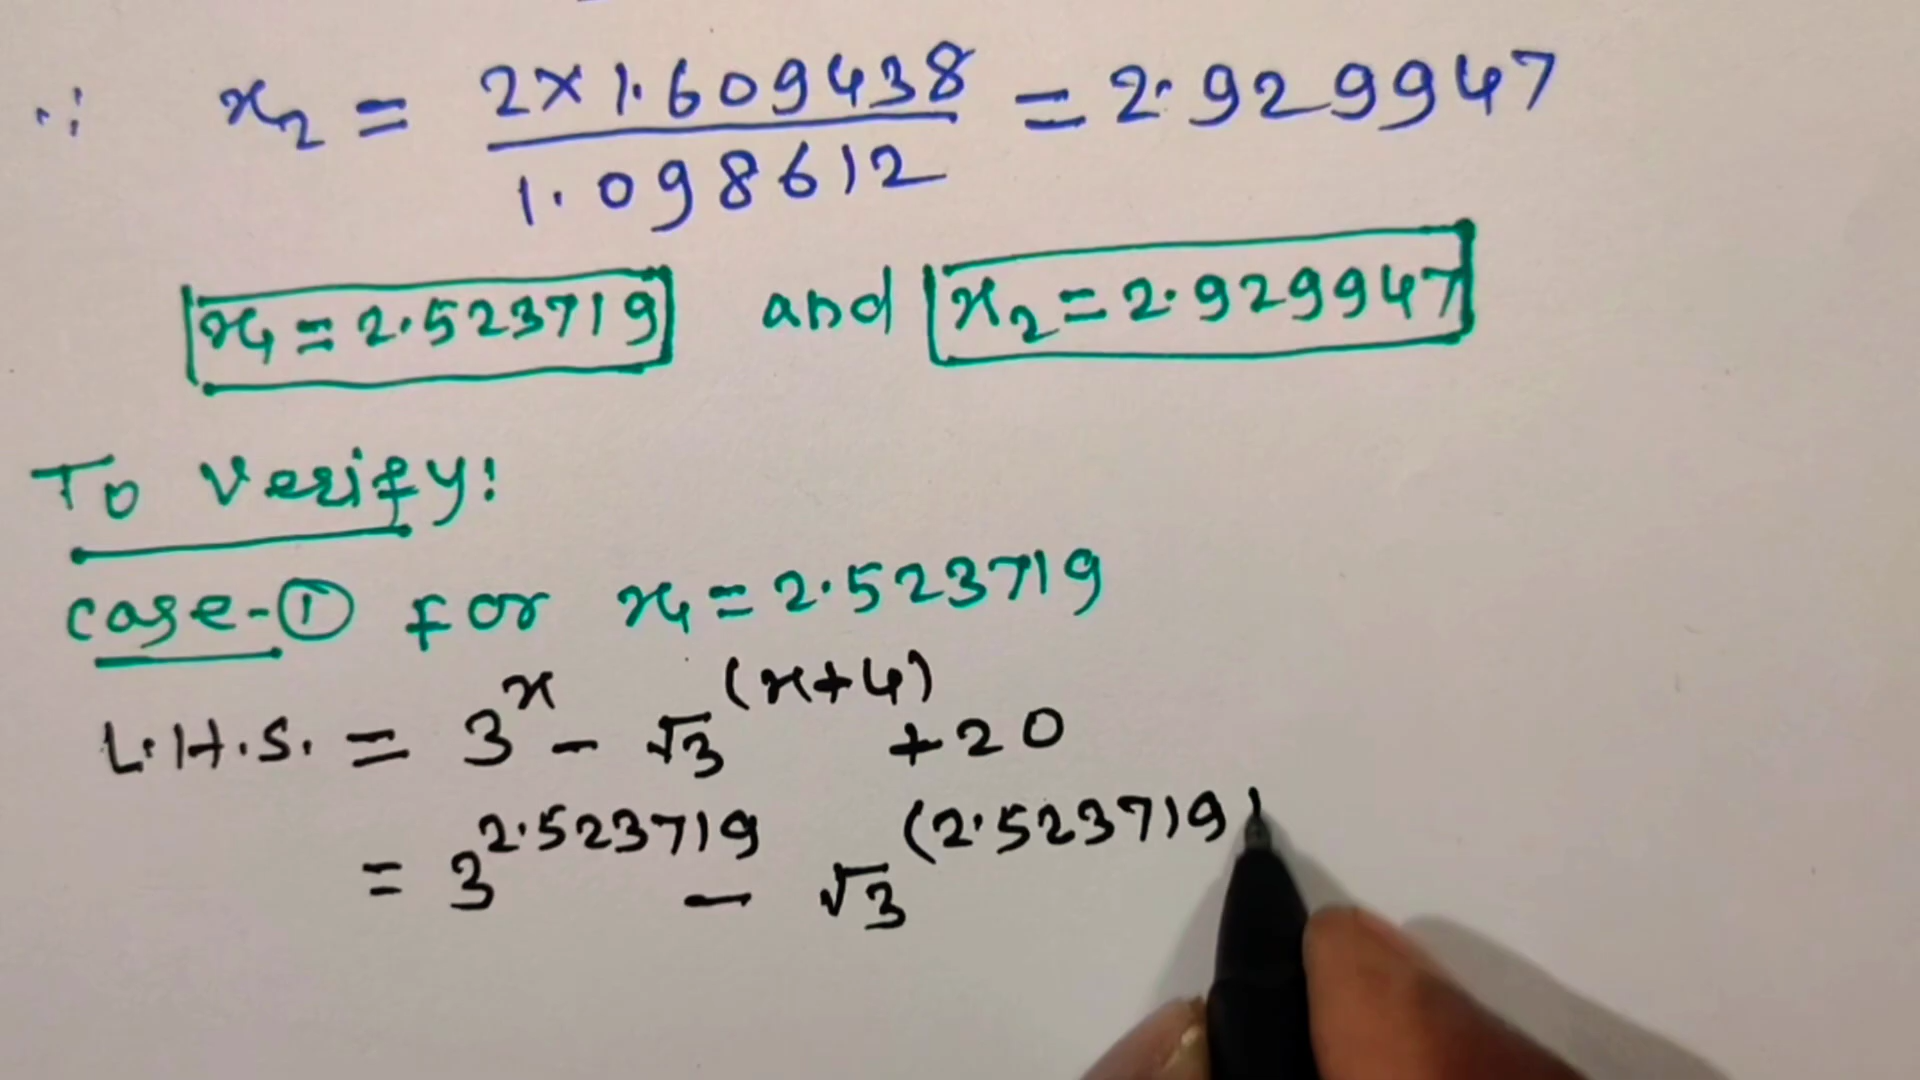 ∵ x₂ = 2×1.609438/1.098612 = 2.929947
x₁ = 2.523719 and x₂ = 2.929947
To Verify:
case-① for x₁ = 2.523719
L.H.S. = 3^x - √3^(x+4) + 20
= 3^2.523719 - √3^(2.523719